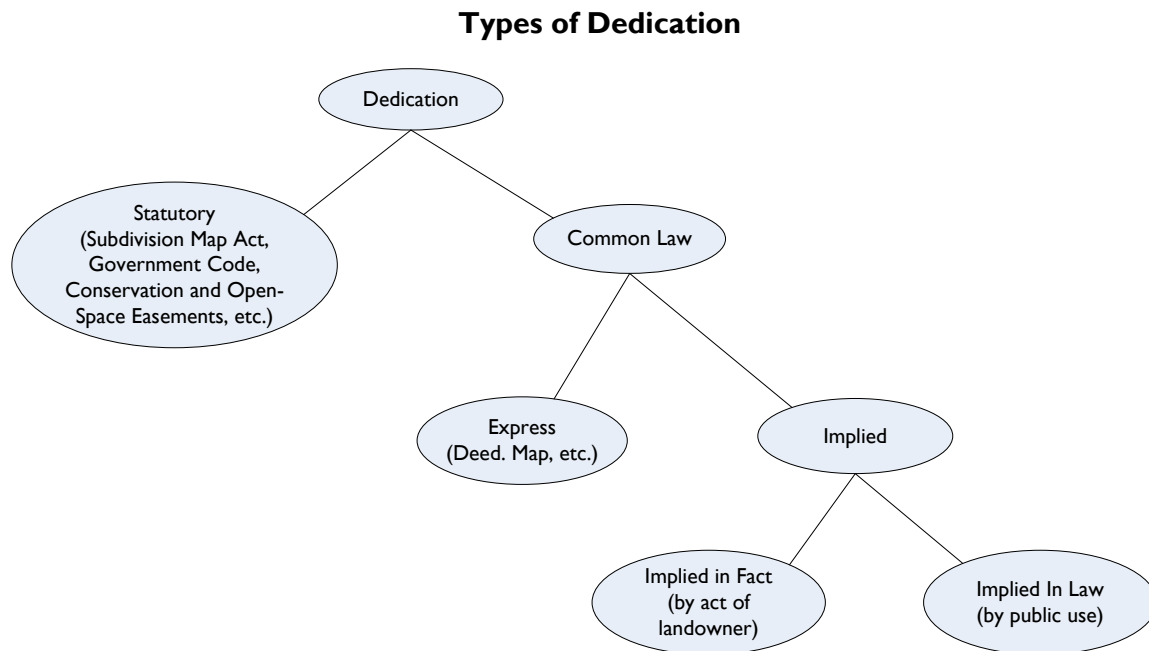 Types of Dedication
Dedication
Statutory
(Subdivision Map Act,
Government Code,
Conservation and Open-
Space Easements, etc.)
Common Law
Express
(Deed. Map, etc.)
Implied
Implied in Fact
(by act of
landowner)
Implied In Law
(by public use)